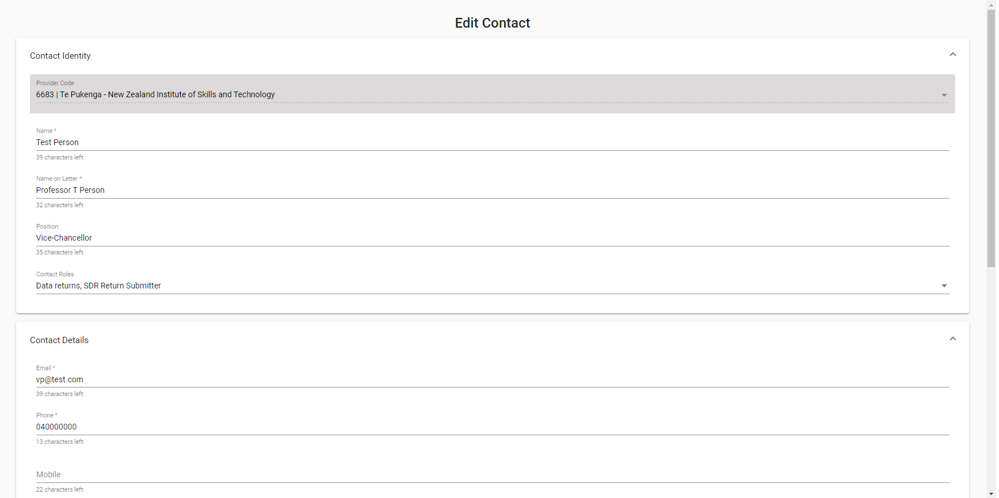 Edit Contact
Contact Identity
Provider Code
6683 | Te Pukenga - New Zealand Institute of Skills and Technology
Name *
Test Person
39 characters left
Name on Letter *
Professor T Person
32 characters left
Position
Vice-Chancellor
35 characters left
Contact Roles
Data returns, SDR Return Submitter
Contact Details
Email *
vp@test.com
39 characters left
Phone *
040000000
13 characters left
Mobile
22 characters left